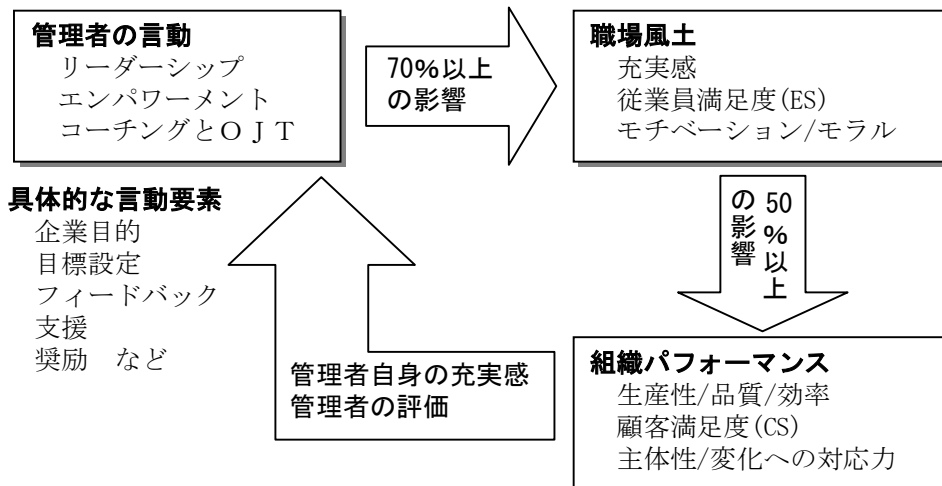 管理者の言動
リーダーシップ
エンパワーメント
コーチングとＯＪＴ
70%以上
の影響
職場風土
充実感
従業員満足度(ES)
モチベーション/モラル
具体的な言動要素
企業目的
目標設定
フィードバック
支援
奨励　など
50%以上
の影響
管理者自身の充実感
管理者の評価
組織パフォーマンス
生産性/品質/効率
顧客満足度(CS)
主体性/変化への対応力